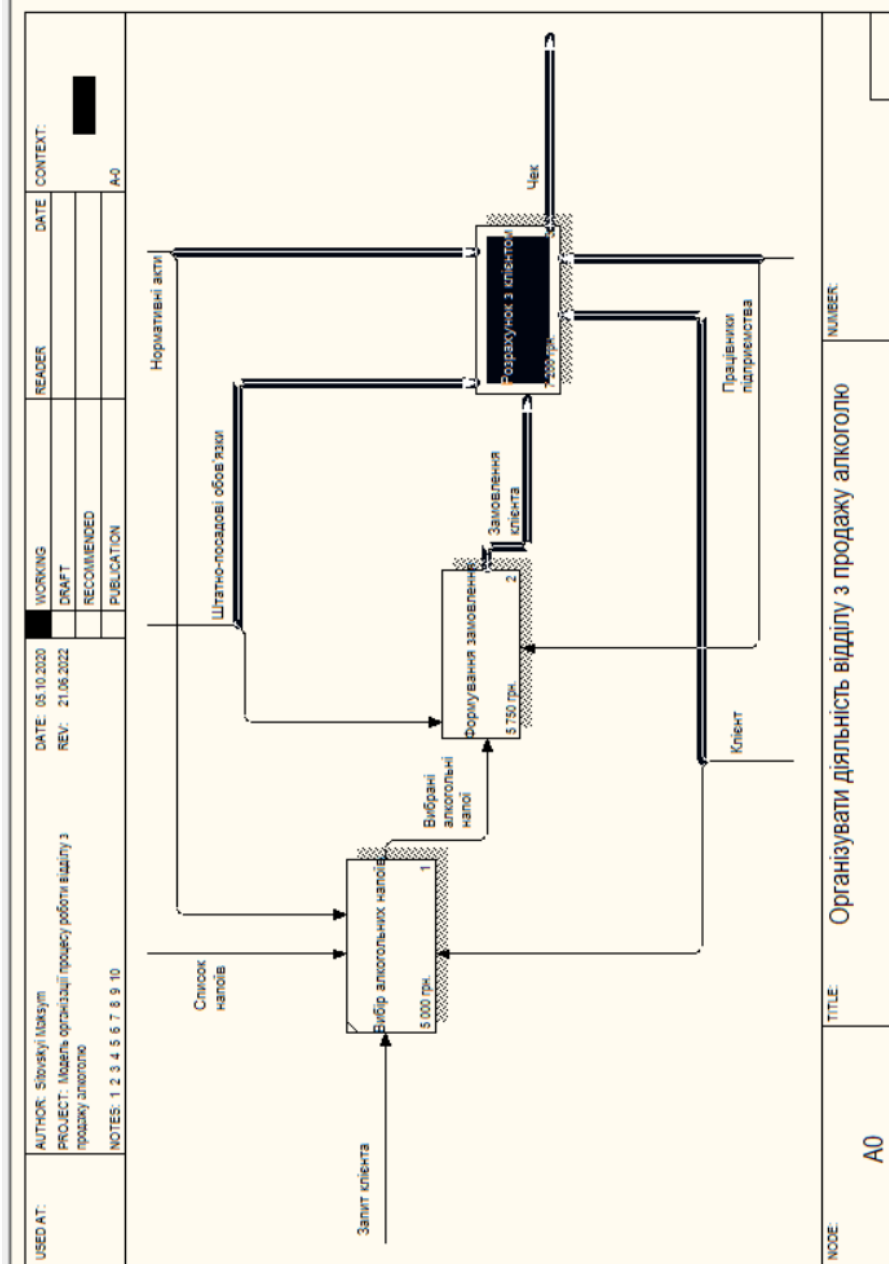 USED AT:
AUTHOR: Sitovskyi Maksym
DATE: 05.10.2020
PROJECT: Модель організації процесу роботи відділу з
продажу алкоголю
REV: 21.06.2022
NOTES: 1 2 3 4 5 6 7 8 9 10
WORKING
DRAFT
RECOMMENDED
PUBLICATION
READER
DATE
CONTEXT:
A-0
Запит клієнта
Список
напоїв
Нормативні акти
Штатно-посадові обов'язки
Вибір алкогольних напоїв
5 000 грн.
1
Вибрані
алкогольні
напої
Формування замовлення
5 750 грн.
2
Замовлення
клієнта
Розрахунок з клієнтом
Чек
Клієнт
Працівники
підприємства
NODE:
A0
TITLE:
Організувати діяльність відділу з продажу алкоголю
NUMBER: